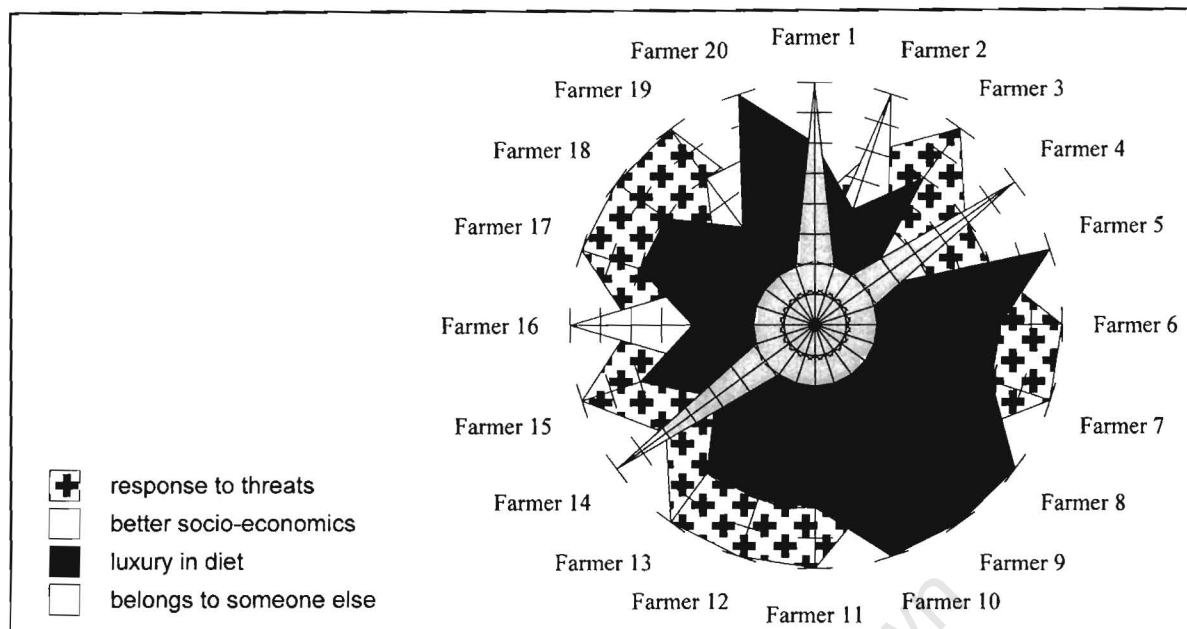 Farmer 1
Farmer 2
Farmer 3
Farmer 4
Farmer 5
Farmer 6
Farmer 7
Farmer 8
Farmer 9
Farmer 10
Farmer 11
Farmer 12
Farmer 13
Farmer 14
Farmer 15
Farmer 16
Farmer 17
Farmer 18
Farmer 19
Farmer 20
response to threats
better socio-economics
luxury in diet
belongs to someone else